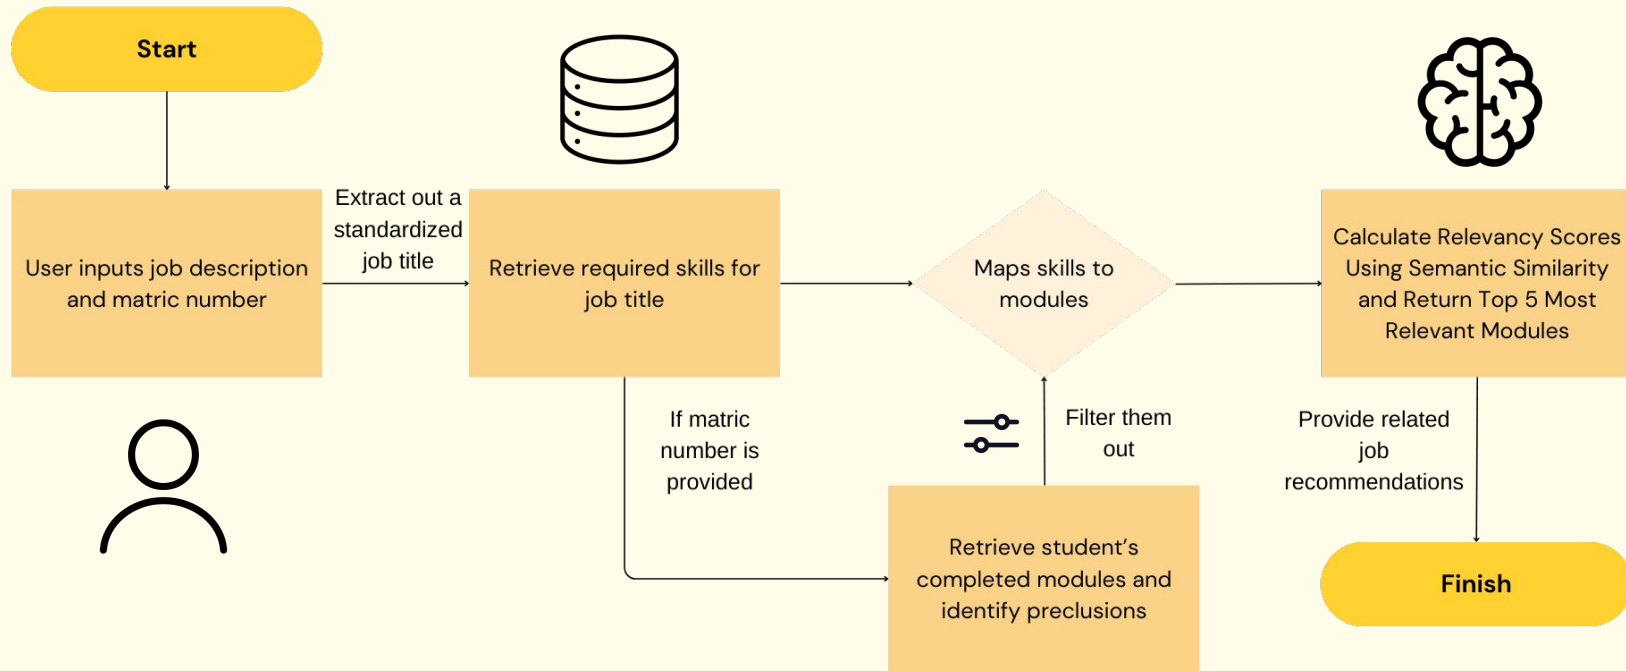 Start
User inputs job description
and matric number
Extract out a
standardized
job title
Retrieve required skills for
job title
Maps skills to
modules
Calculate Relevancy Scores
Using Semantic Similarity
and Return Top 5 Most
Relevant Modules
If matric
number is
provided
Filter them
out
Provide related
job
recommendations
Retrieve student’s
completed modules and
identify preclusions
Finish